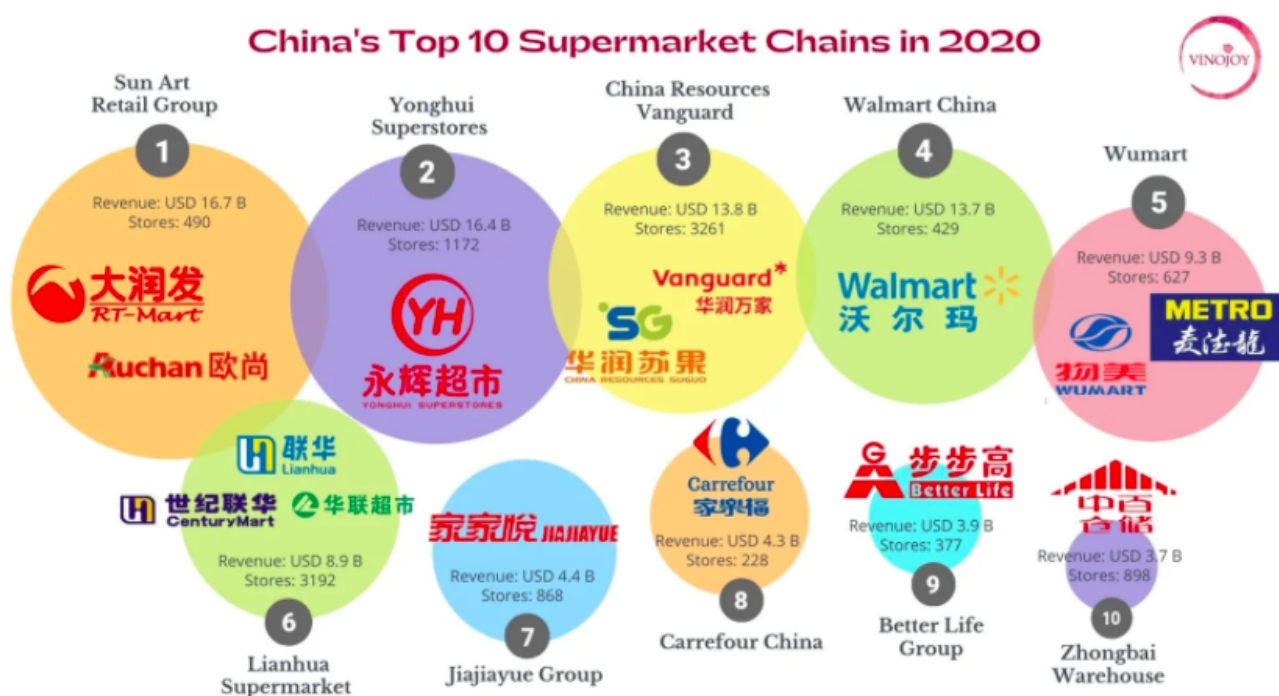 China's Top 10 Supermarket Chains in 2020
VINOJOY
Sun Art
Retail Group
1
Revenue: USD 16.7 B
Stores: 490
大润发
RT-Mart
Auchan 欧尚
Yonghui
Superstores
2
Revenue: USD 16.4 B
Stores: 1172
YH
永辉超市
YONGHUI SUPERSTORES
China Resources
Vanguard
3
Revenue: USD 13.8 B
Stores: 3261
Vanguard
华润万家
SG
华润苏果
CHINA RESOURCES SUGUO
Walmart China
4
Revenue: USD 13.7 B
Stores: 429
Walmart
沃尔玛
Wumart
5
Revenue: USD 9.3 B
Stores: 627
METRO
麦德龍
物美
WUMART
联华
Lianhua
世纪联华
CenturyMart
华联超市
Revenue: USD 8.9 B
Stores: 3192
6
Lianhua
Supermarket
家家悦 JIAJIAYUE
Revenue: USD 4.4 B
Stores: 868
7
Jiajiayue Group
Carrefour
家樂福
Revenue: USD 4.3 B
Stores: 228
8
Carrefour China
步步高
Better Life
Revenue: USD 3.9 B
Stores: 377
9
Better Life
Group
中百
仓储
Revenue: USD 3.7 B
Stores: 898
10
Zhongbai
Warehouse